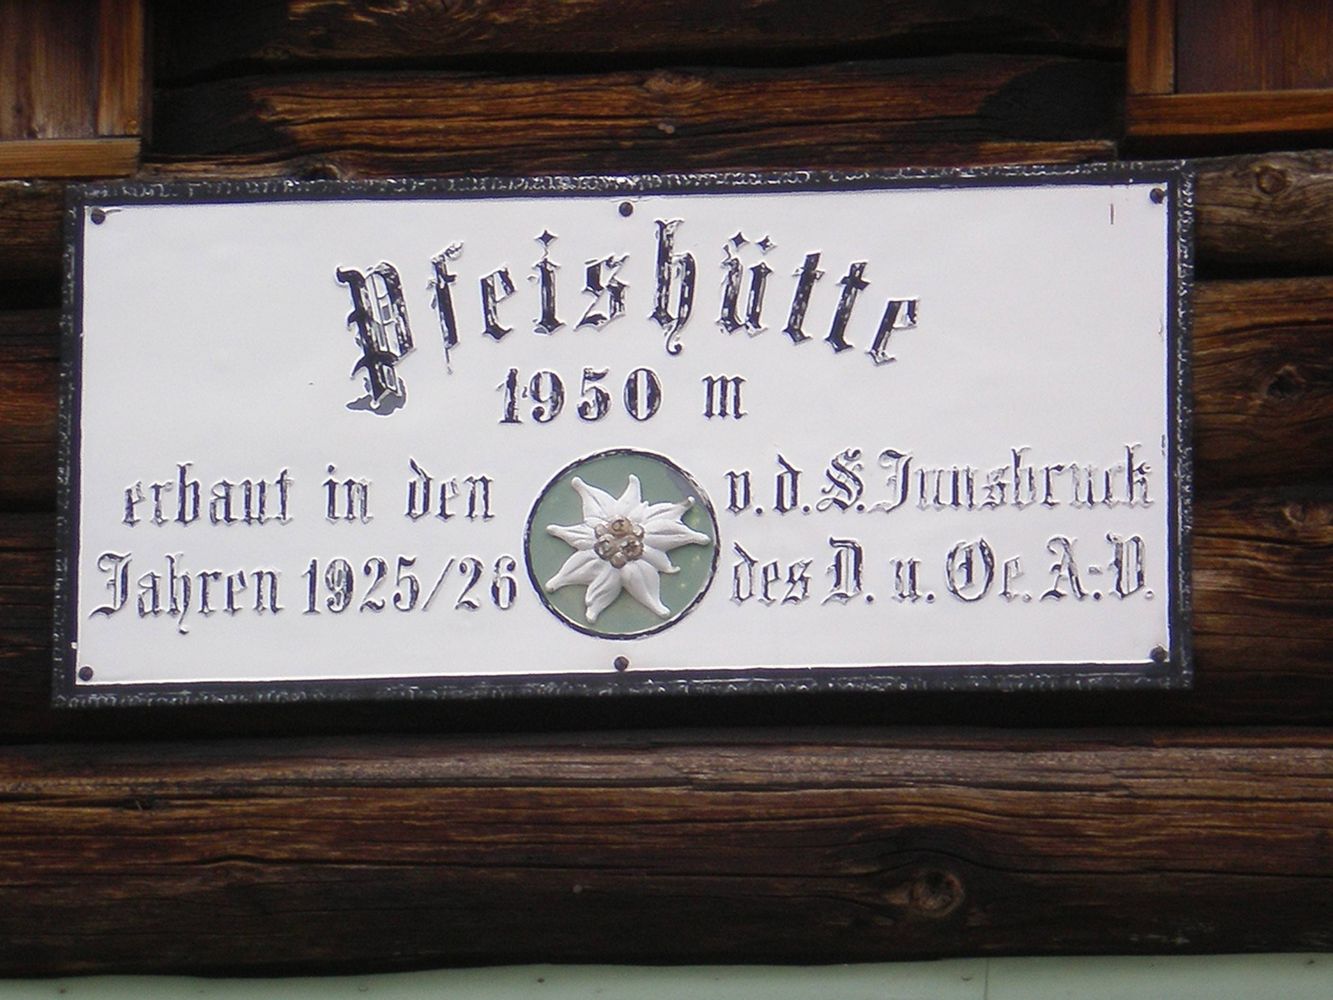 Pfeishütte
1950 m
erbaut in den
Jahren 1925/26
v. d. S. Innsbruck
des D. u. Oe. A.-V.